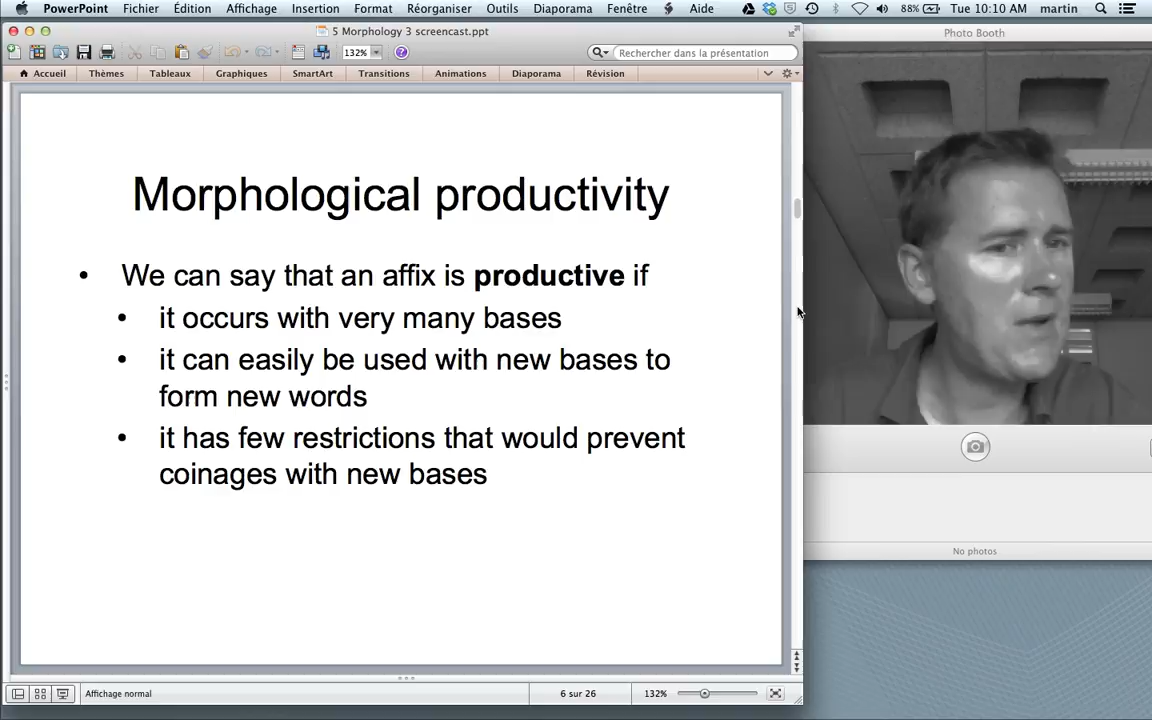 PowerPoint Fichier Édition Affichage Insertion Format Réorganiser Outils Diaporama Fenêtre Aide 88% Tue 10:10 AM martin
5 Morphology 3 screencast.ppt
Photo Booth
132% Rechercher dans la présentation
Accueil Thèmes Tableaux Graphiques SmartArt Transitions Animations Diaporama Révision
Morphological productivity
• We can say that an affix is productive if
• it occurs with very many bases
• it can easily be used with new bases to
form new words
• it has few restrictions that would prevent
coinages with new bases
No photos
Affichage normal 6 sur 26 132%